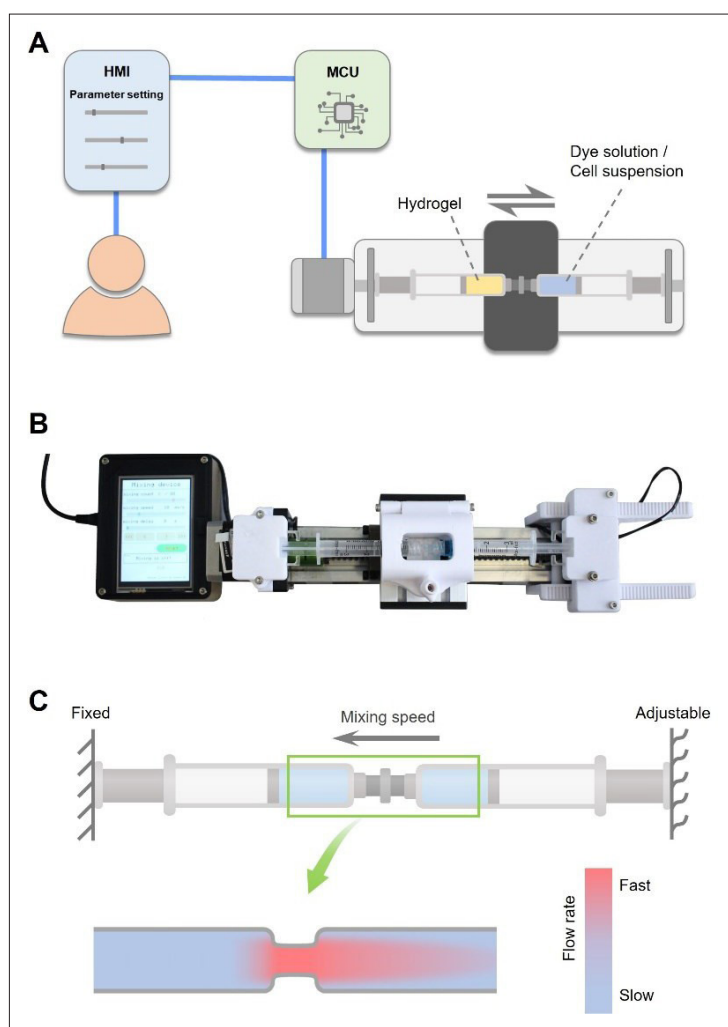 A
HMI
Parameter setting
MCU
Dye solution /
Cell suspension
Hydrogel
B
Mixing device
C
Fixed
Mixing speed
Adjustable
Fast
Flow rate
Slow